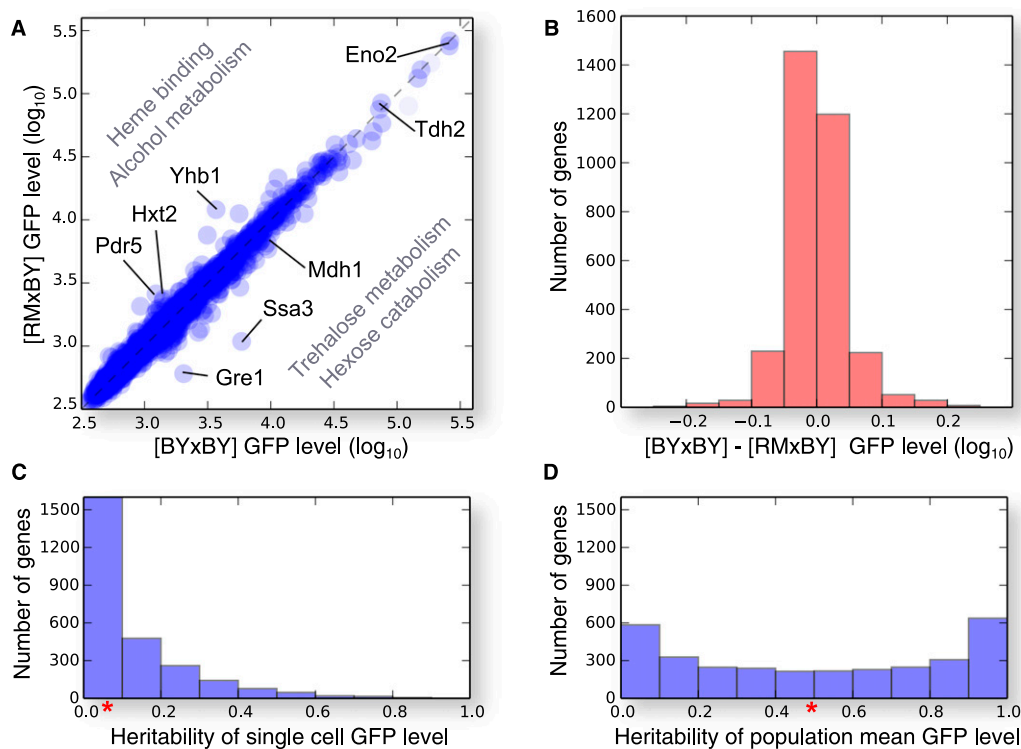 A
5.5
5.0
4.5
4.0
3.5
3.0
2.5
2.5 3.0 3.5 4.0 4.5 5.0 5.5
[RMxBY] GFP level (log10)
[BYxBY] GFP level (log10)
Heme binding
Alcohol metabolism
Eno2
Tdh2
Yhb1
Hxt2
Pdr5
Mdh1
Ssa3
Gre1
Trehalose metabolism
Hexose catabolism
B
1600
1400
1200
1000
800
600
400
200
0
−0.2 −0.1 0.0 0.1 0.2
Number of genes
[BYxBY] - [RMxBY] GFP level (log10)
C
1500
1200
900
600
300
0
0.0 * 0.2 0.4 0.6 0.8 1.0
Number of genes
Heritability of single cell GFP level
D
1500
1200
900
600
300
0
0.0 0.2 0.4 * 0.6 0.8 1.0
Number of genes
Heritability of population mean GFP level